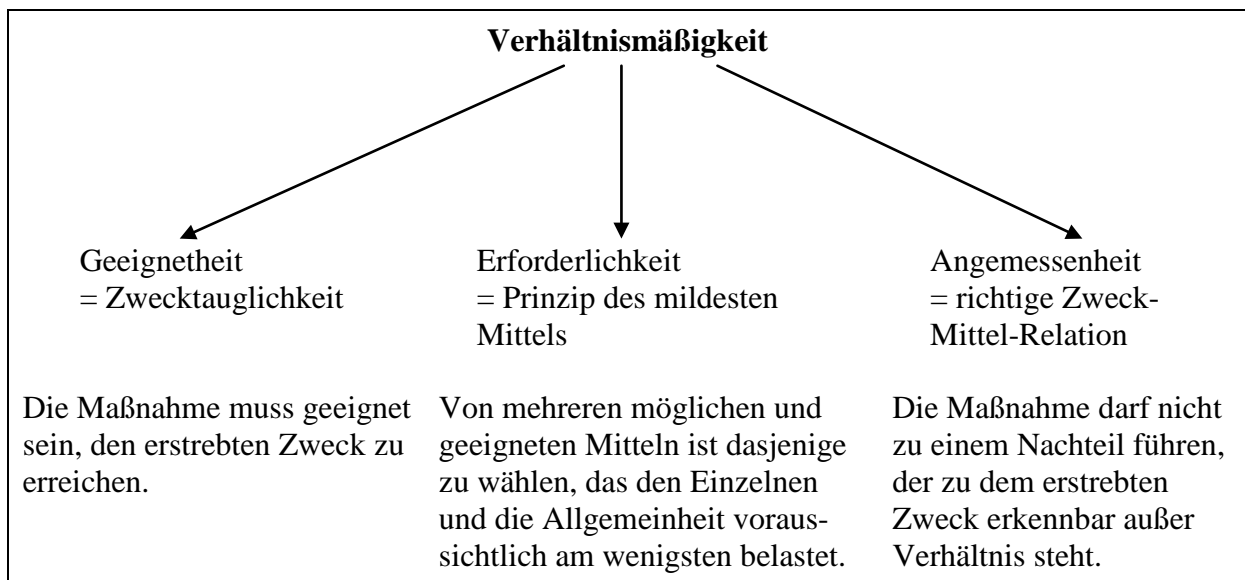 Verhältnismäßigkeit
Geeignetheit
= Zwecktauglichkeit
Erforderlichkeit
= Prinzip des mildesten
Mittels
Angemessenheit
= richtige Zweck-
Mittel-Relation
Die Maßnahme muss geeignet
sein, den erstrebten Zweck zu
erreichen.
Von mehreren möglichen und
geeigneten Mitteln ist dasjenige
zu wählen, das den Einzelnen
und die Allgemeinheit voraus-
sichtlich am wenigsten belastet.
Die Maßnahme darf nicht
zu einem Nachteil führen,
der zu dem erstrebten
Zweck erkennbar außer
Verhältnis steht.